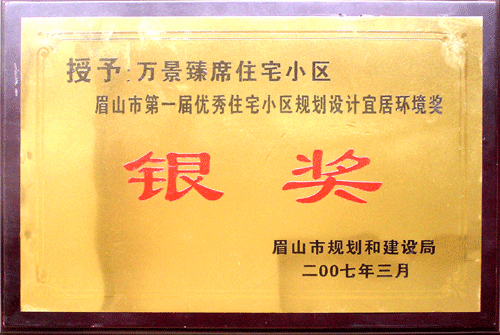 授予:万景臻席住宅小区
眉山市第一届优秀住宅小区规划设计宜居环境奖
银奖
眉山市规划和建设局
二00七年三月